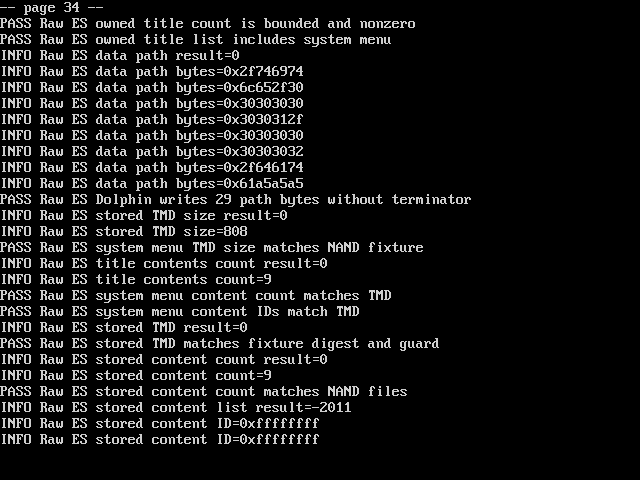 -- page 34 --
PASS Raw ES owned title count is bounded and nonzero
PASS Raw ES owned title list includes system menu
INFO Raw ES data path result=0
INFO Raw ES data path bytes=0x2f746974
INFO Raw ES data path bytes=0x6c652f30
INFO Raw ES data path bytes=0x30303030
INFO Raw ES data path bytes=0x3030312f
INFO Raw ES data path bytes=0x30303030
INFO Raw ES data path bytes=0x30303032
INFO Raw ES data path bytes=0x2f646174
INFO Raw ES data path bytes=0x61a5a5a5
PASS Raw ES Dolphin writes 29 path bytes without terminator
INFO Raw ES stored TMD size result=0
INFO Raw ES stored TMD size=808
PASS Raw ES system menu TMD size matches NAND fixture
INFO Raw ES title contents count result=0
INFO Raw ES title contents count=9
PASS Raw ES system menu content count matches TMD
PASS Raw ES system menu content IDs match TMD
INFO Raw ES stored TMD result=0
PASS Raw ES stored TMD matches fixture digest and guard
INFO Raw ES stored content count result=0
INFO Raw ES stored content count=9
PASS Raw ES stored content count matches NAND files
INFO Raw ES stored content list result=-2011
INFO Raw ES stored content ID=0xffffffff
INFO Raw ES stored content ID=0xffffffff